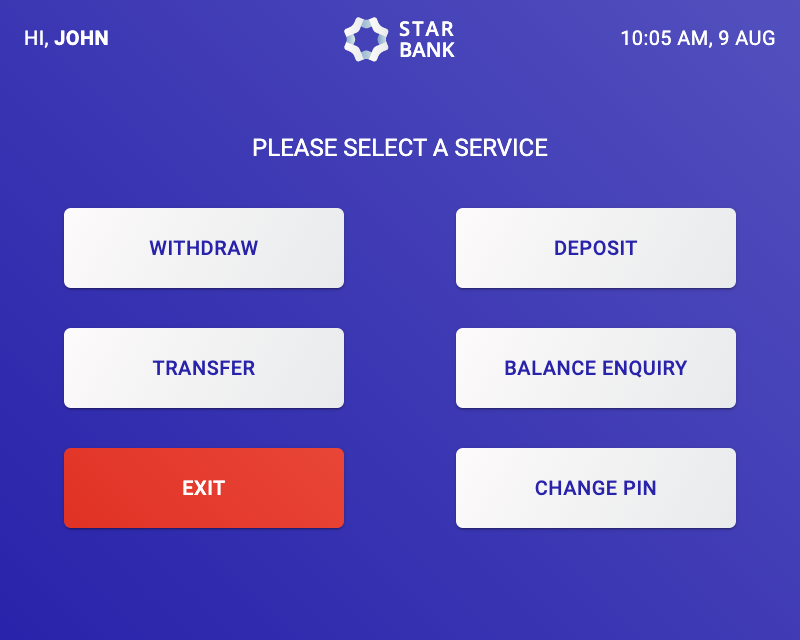 HI, JOHN
STAR
BANK
10:05 AM, 9 AUG
PLEASE SELECT A SERVICE
WITHDRAW
DEPOSIT
TRANSFER
BALANCE ENQUIRY
EXIT
CHANGE PIN